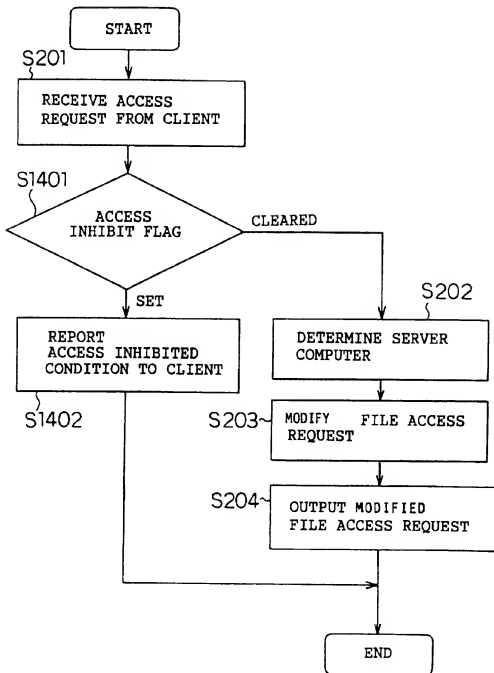 START
S201
RECEIVE ACCESS
REQUEST FROM CLIENT
S1401
ACCESS
INHIBIT FLAG
CLEARED
SET
S202
REPORT
ACCESS INHIBITED
CONDITION TO CLIENT
DETERMINE SERVER
COMPUTER
S1402
S203
MODIFY FILE ACCESS
REQUEST
S204
OUTPUT MODIFIED
FILE ACCESS REQUEST
END